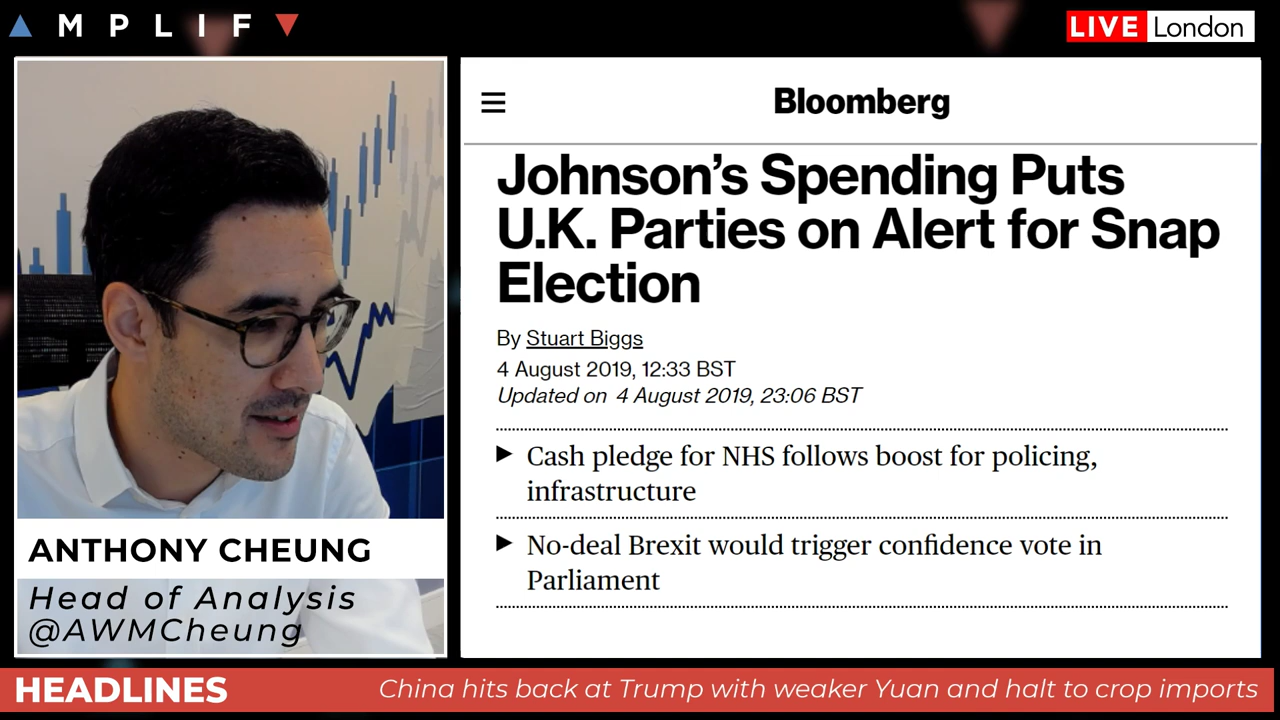 AMPLIFY
LIVE London
ANTHONY CHEUNG
Head of Analysis
@AWMCheung
Bloomberg
Johnson's Spending Puts
U.K. Parties on Alert for Snap
Election
By Stuart Biggs
4 August 2019, 12:33 BST
Updated on 4 August 2019, 23:06 BST
Cash pledge for NHS follows boost for policing,
infrastructure
No-deal Brexit would trigger confidence vote in
Parliament
HEADLINES China hits back at Trump with weaker Yuan and halt to crop imports